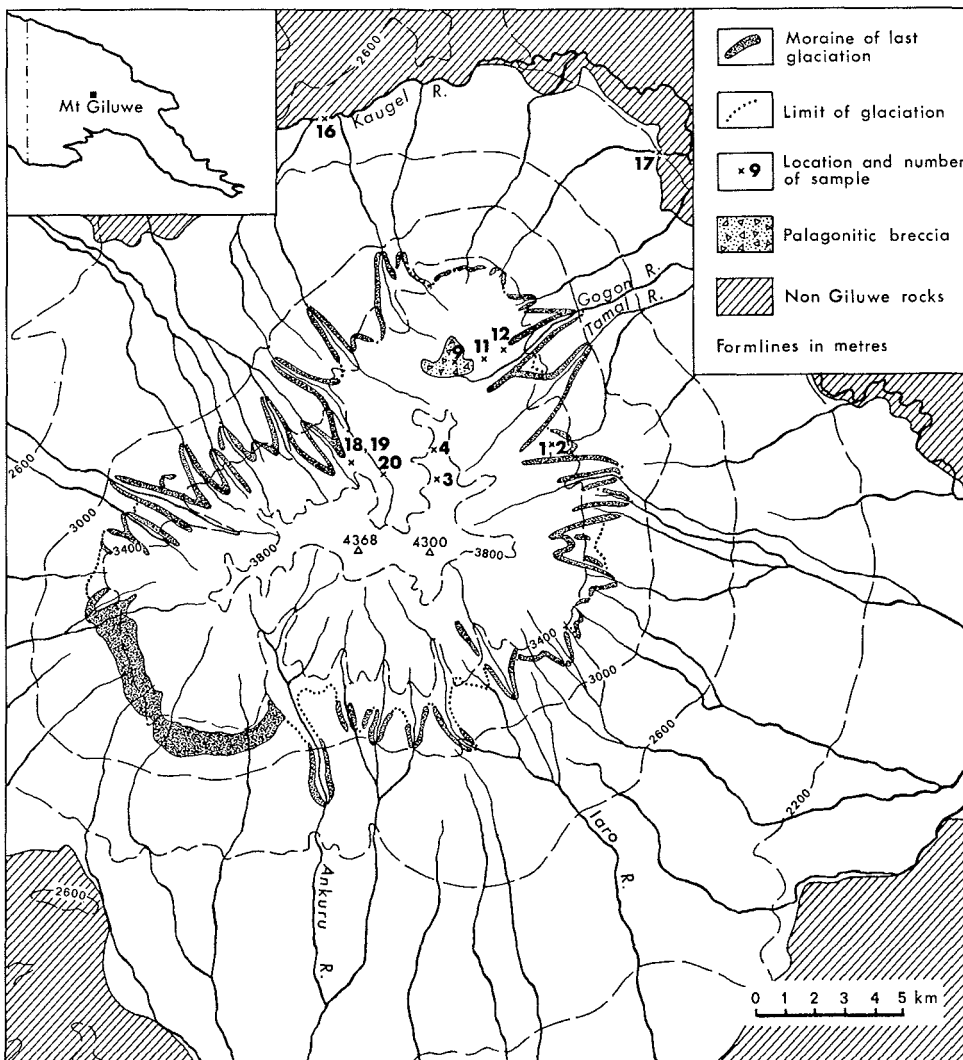 Mt Giluwe
Moraine of last
glaciation
Limit of glaciation
×9 Location and number
of sample
Palagonitic breccia
Non Giluwe rocks
Formlines in metres
2600
Kaugel R.
16
17
Gogon R.
Tamal R.
12
11
9
18, 19
20
4
3
1×2
2600
3000
3400
3800
4368
4300
3800
3400
3000
2600
2200
Iaro R.
Ankuru R.
2600
0 1 2 3 4 5 km